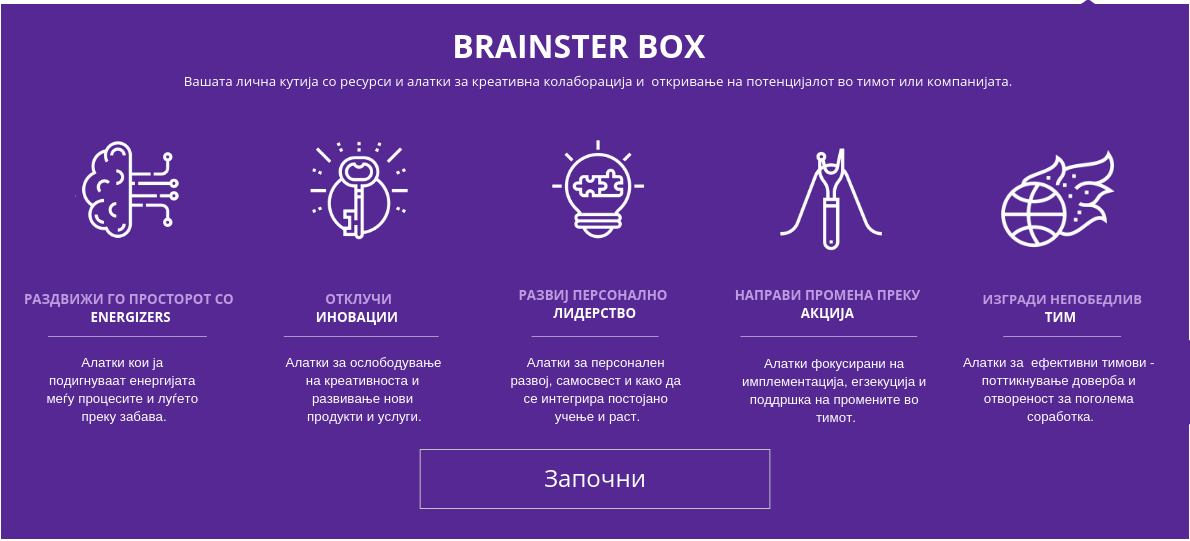 BRAINSTER BOX
Вашата лична кутија со ресурси и алатки за креативна колаборација и  откривање на потенцијалот во тимот или компанијата.
РАЗДВИЖИ ГО ПРОСТОРОТ СО
ENERGIZERS
Алатки кои ја
подигнуваат енергијата
меѓу процесите и луѓето
преку забава.
ОТКЛУЧИ
ИНОВАЦИИ
Алатки за ослободување
на креативноста и
развивање нови
продукти и услуги.
РАЗВИЈ ПЕРСОНАЛНО
ЛИДЕРСТВО
Алатки за персонален
развој, самосвест и како да
се интегрира постојано
учење и раст.
НАПРАВИ ПРОМЕНА ПРЕКУ
АКЦИЈА
Алатки фокусирани на
имплементација, егзекуција и
поддршка на промените во
тимот.
ИЗГРАДИ НЕПОБЕДЛИВ
ТИМ
Алатки за  ефективни тимови -
поттикнување доверба и
отвореност за поголема
соработка.
Започни